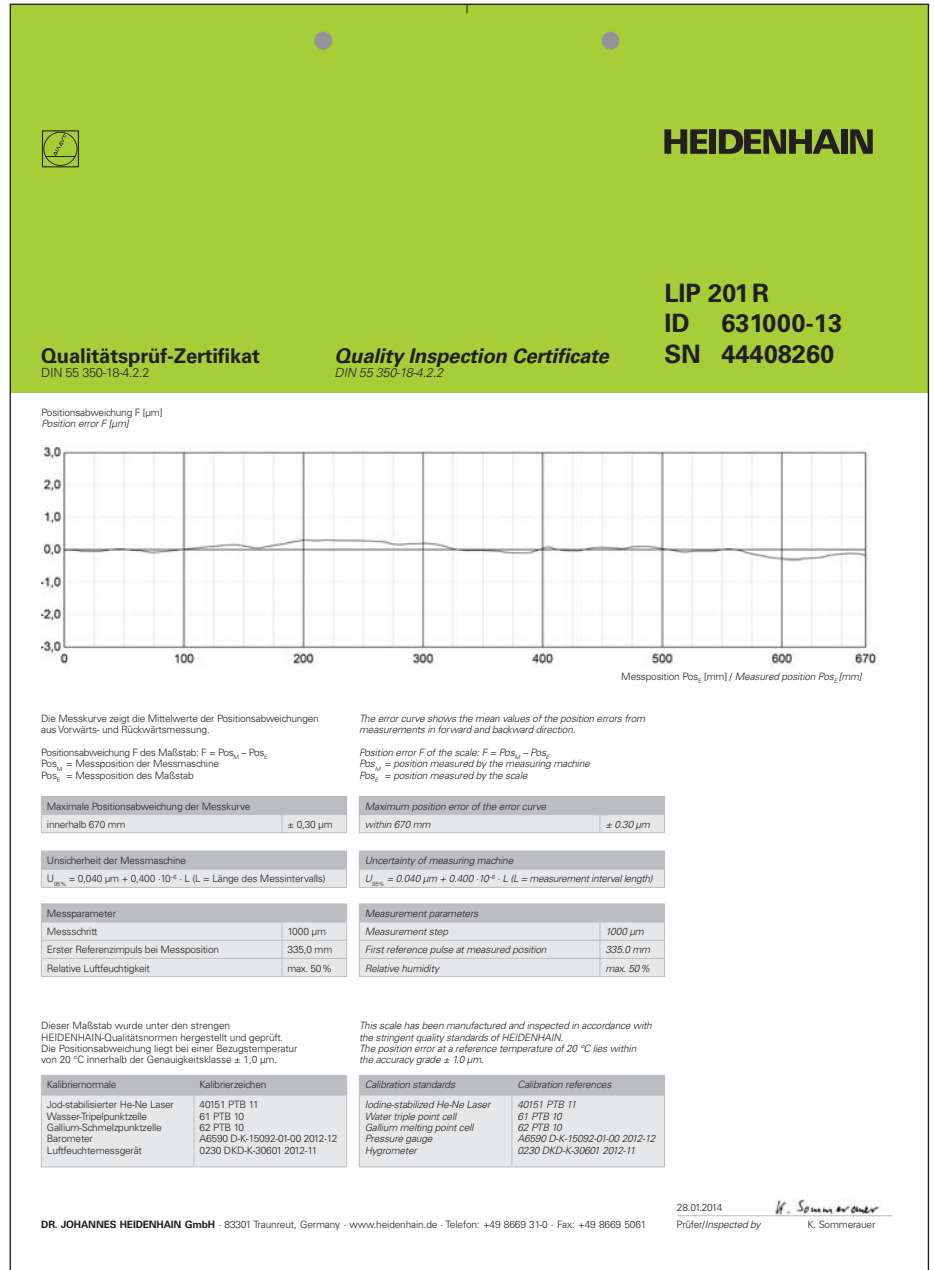 HEIDENHAIN
LIP 201 R
ID 631000-13
SN 44408260
Qualitätsprüf-Zertifikat
DIN 55 350-18-4.2.2
Quality Inspection Certificate
DIN 55 350-18-4.2.2
Positionsabweichung F [µm]
Position error F [µm]
3,0
2,0
1,0
0,0
-1,0
-2,0
-3,0
0 100 200 300 400 500 600 670
Messposition PosE [mm] / Measured position PosE [mm]
Die Messkurve zeigt die Mittelwerte der Positionsabweichungen
aus Vorwärts- und Rückwärtsmessung.
Positionsabweichung F des Maßstab: F = PosM – PosE
PosM = Messposition der Messmaschine
PosE = Messposition des Maßstab
The error curve shows the mean values of the position errors from
measurements in forward and backward direction.
Position error F of the scale: F = PosM – PosE
PosM = position measured by the measuring machine
PosE = position measured by the scale
Maximale Positionsabweichung der Messkurve
innerhalb 670 mm ± 0,30 µm
Maximum position error of the error curve
within 670 mm ± 0.30 µm
Unsicherheit der Messmaschine
U95% = 0,040 µm + 0,400 ·10⁻⁶ · L (L = Länge des Messintervalls)
Uncertainty of measuring machine
U95% = 0.040 µm + 0.400 ·10⁻⁶ · L (L = measurement interval length)
Messparameter
Messschritt 1000 µm
Erster Referenzimpuls bei Messposition 335,0 mm
Relative Luftfeuchtigkeit max. 50 %
Measurement parameters
Measurement step 1000 µm
First reference pulse at measured position 335.0 mm
Relative humidity max. 50 %
Dieser Maßstab wurde unter den strengen
HEIDENHAIN-Qualitätsnormen hergestellt und geprüft.
Die Positionsabweichung liegt bei einer Bezugstemperatur
von 20 °C innerhalb der Genauigkeitsklasse ± 1,0 µm.
This scale has been manufactured and inspected in accordance with
the stringent quality standards of HEIDENHAIN.
The position error at a reference temperature of 20 °C lies within
the accuracy grade ± 1.0 µm.
Kalibriernormale Kalibrierzeichen
Jod-stabilisierter He-Ne Laser 40151 PTB 11
Wasser-Tripelpunktzelle 61 PTB 10
Gallium-Schmelzpunktzelle 62 PTB 10
Barometer A6590 D-K-15092-01-00 2012-12
Luftfeuchtemessgerät 0230 DKD-K-30601 2012-11
Calibration standards Calibration references
Iodine-stabilized He-Ne Laser 40151 PTB 11
Water triple point cell 61 PTB 10
Gallium melting point cell 62 PTB 10
Pressure gauge A6590 D-K-15092-01-00 2012-12
Hygrometer 0230 DKD-K-30601 2012-11
DR. JOHANNES HEIDENHAIN GmbH · 83301 Traunreut, Germany · www.heidenhain.de · Telefon: +49 8669 31-0 · Fax: +49 8669 5061
28.01.2014 K. Sommerauer
Prüfer/Inspected by K. Sommerauer